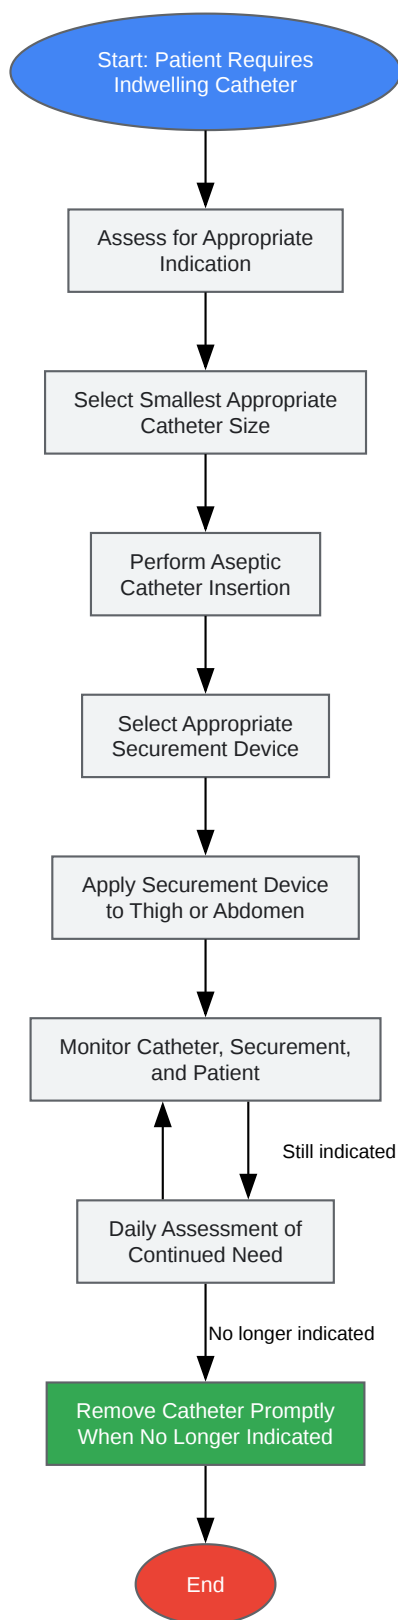 Start: Patient Requires
Indwelling Catheter
Assess for Appropriate
Indication
Select Smallest Appropriate
Catheter Size
Perform Aseptic
Catheter Insertion
Select Appropriate
Securement Device
Apply Securement Device
to Thigh or Abdomen
Monitor Catheter, Securement,
and Patient
Still indicated
Daily Assessment of
Continued Need
No longer indicated
Remove Catheter Promptly
When No Longer Indicated
End